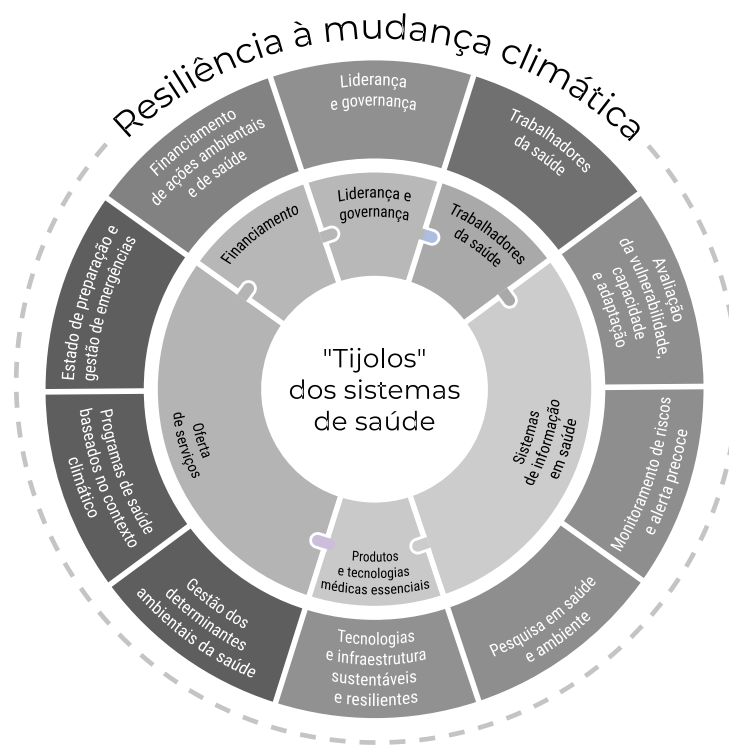 Resiliência à mudança climática
Liderança
e governança
Trabalhadores
da saúde
Avaliação
da vulnerabilidade,
capacidade
e adaptação
Monitoramento de riscos
e alerta precoce
Pesquisa em saúde
e ambiente
Tecnologias
e infraestrutura
sustentáveis
e resilientes
Gestão dos
determinantes
ambientais da saúde
Programas de saúde
baseados no contexto
climático
Estado de preparação e
gestão de emergências
Financiamento
de ações ambientais
e de saúde
Liderança e
governança
Trabalhadores
da saúde
Sistemas
de informação
em saúde
Produtos
e tecnologias
médicas essenciais
Oferta
de serviços
Financiamento
"Tijolos"
dos sistemas
de saúde